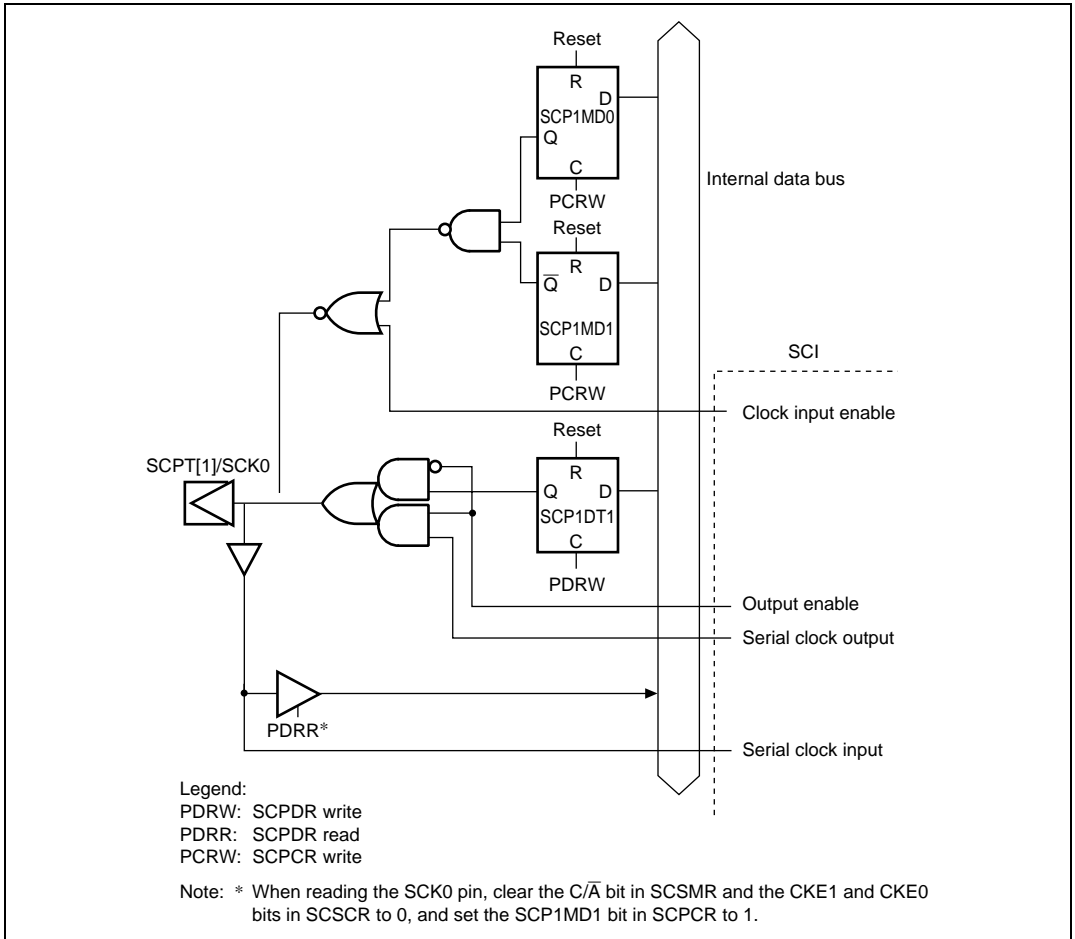 Reset
R
D
SCP1MD0
Q
C
PCRW
Internal data bus
Reset
R
Q̅ D
SCP1MD1
C
PCRW
SCI
Clock input enable
Reset
SCPT[1]/SCK0
R
Q D
SCP1DT1
C
PDRW
Output enable
Serial clock output
PDRR*
Serial clock input
Legend:
PDRW: SCPDR write
PDRR: SCPDR read
PCRW: SCPCR write
Note: * When reading the SCK0 pin, clear the C/A̅ bit in SCSMR and the CKE1 and CKE0
bits in SCSCR to 0, and set the SCP1MD1 bit in SCPCR to 1.